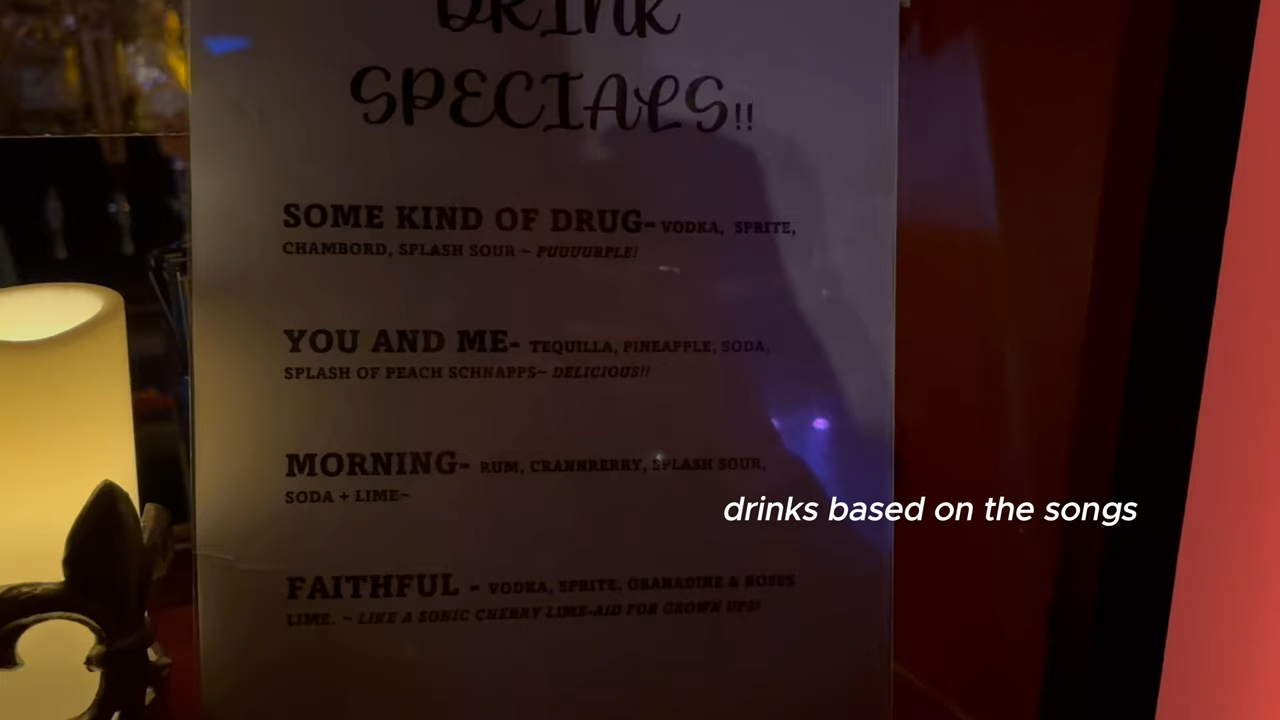 DRINK
SPECIALS!!
SOME KIND OF DRUG- VODKA, SPRITE,
CHAMBORD, SPLASH SOUR ~ PUUUURPLE!
YOU AND ME- TEQUILLA, PINEAPPLE, SODA,
SPLASH OF PEACH SCHNAPPS~ DELICIOUS!!
MORNING- RUM, CRANNRERRY, SPLASH SOUR,
SODA + LIME~
drinks based on the songs
FAITHFUL - VODKA, SPRITE, GRANADINE & ROSES
LIME. ~ LIKE A SONIC CHERRY LIME-AID FOR GROWN UPS!